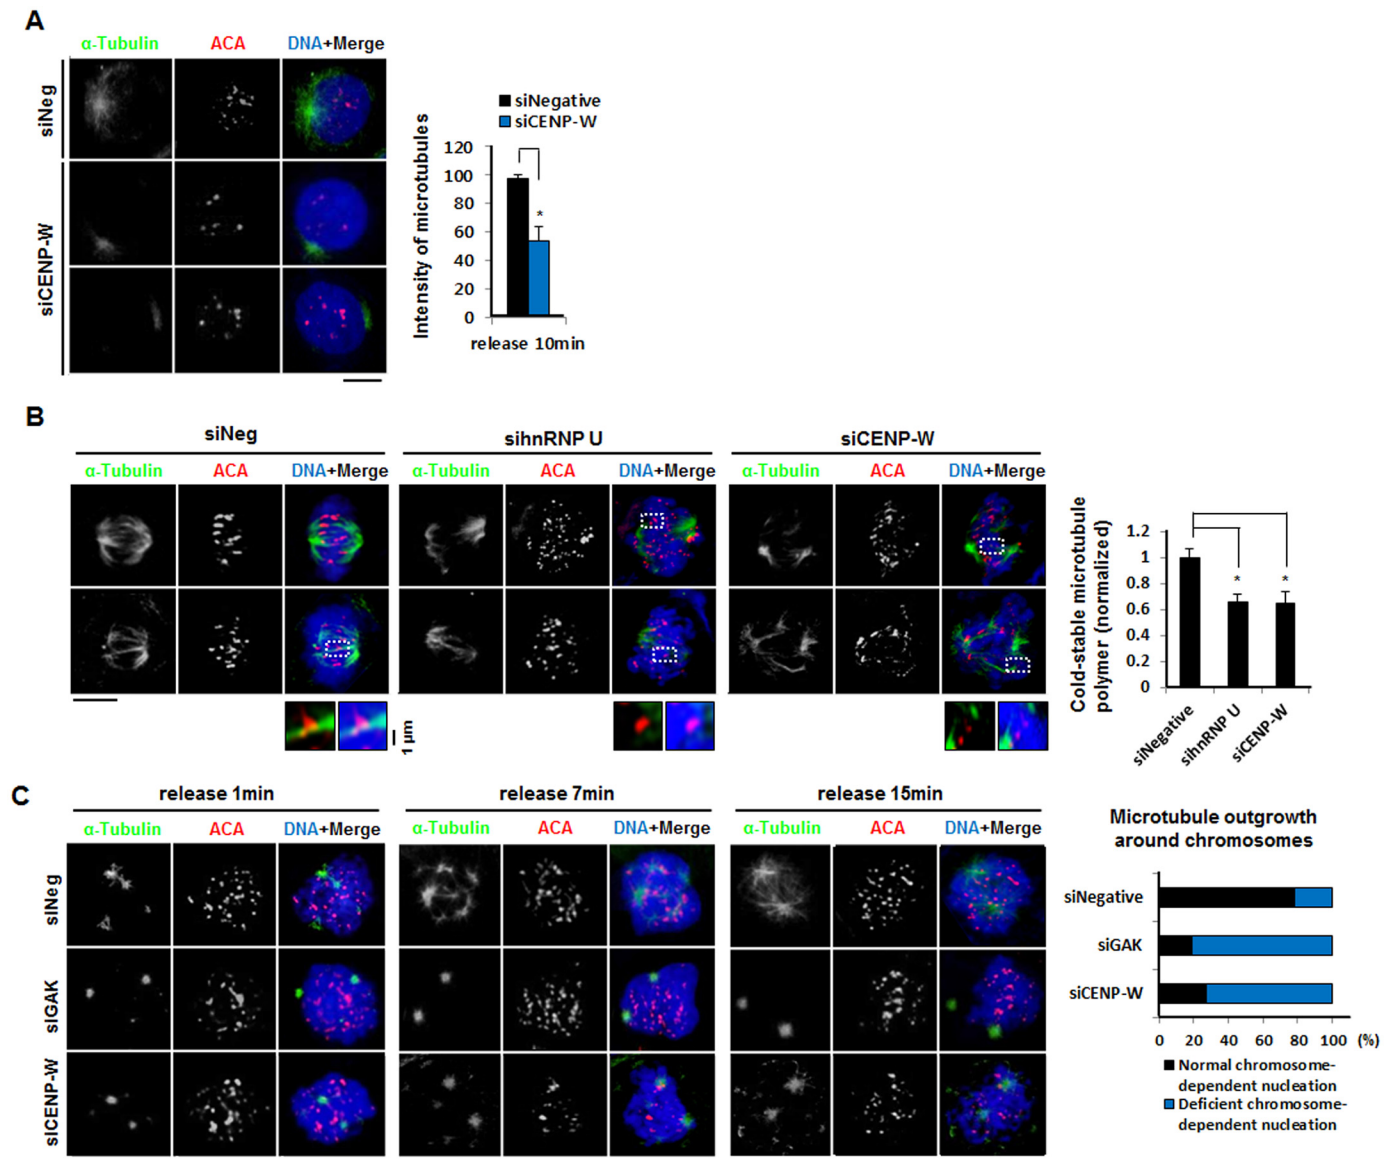 A
α-Tubulin ACA DNA+Merge
siNeg
siCENP-W
siNegative
siCENP-W
Intensity of microtubules
120
100
80
60
40
20
0
*
release 10min
B
siNeg sihnRNP U siCENP-W
α-Tubulin ACA DNA+Merge α-Tubulin ACA DNA+Merge α-Tubulin ACA DNA+Merge
1 µm
Cold-stable microtubule
polymer (normalized)
1.2
1
0.8
0.6
0.4
0.2
0
* *
siNegative sihnRNP U siCENP-W
C
release 1min release 7min release 15min
α-Tubulin ACA DNA+Merge α-Tubulin ACA DNA+Merge α-Tubulin ACA DNA+Merge
siNeg
siGAK
siCENP-W
Microtubule outgrowth
around chromosomes
siNegative
siGAK
siCENP-W
0 20 40 60 80 100 (%)
Normal chromosome-
dependent nucleation
Deficient chromosome-
dependent nucleation